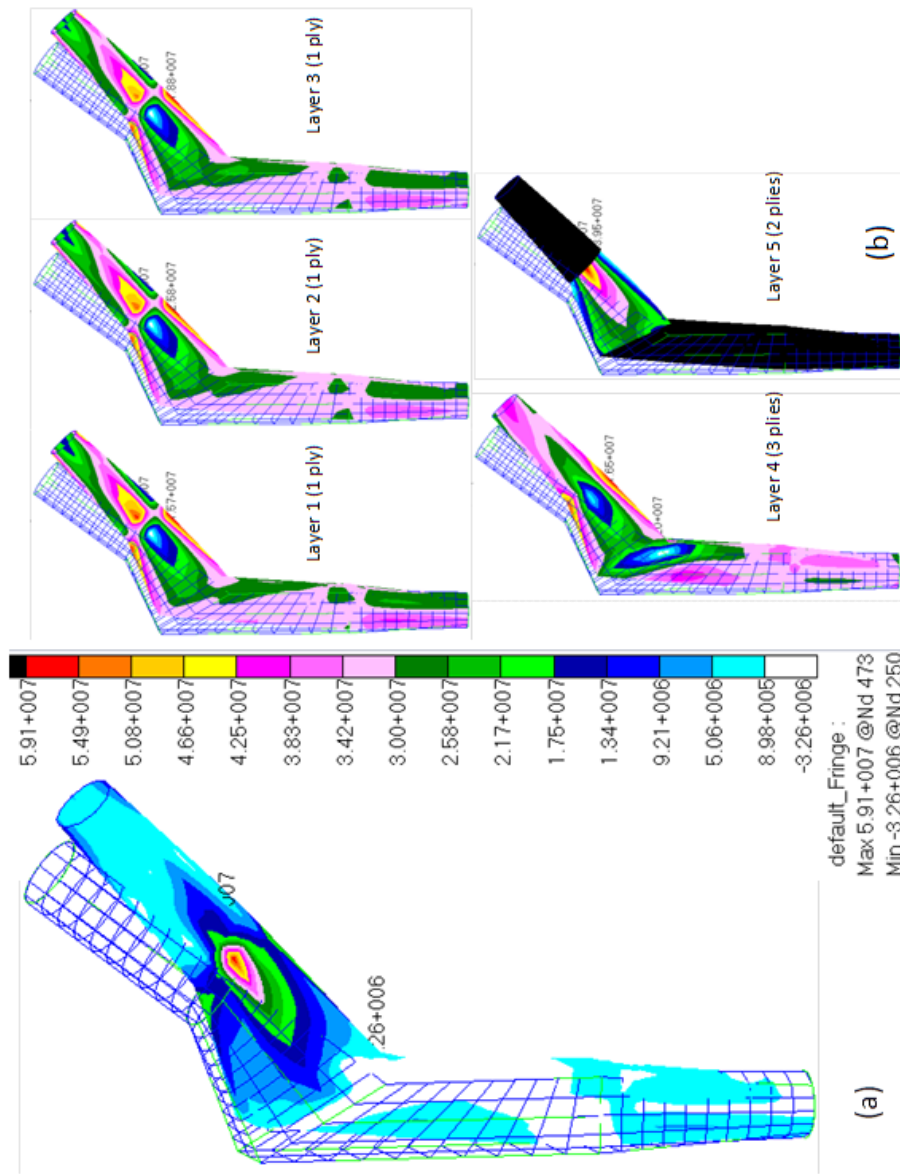 5.91+007
5.49+007
5.08+007
4.66+007
4.25+007
3.83+007
3.42+007
3.00+007
2.58+007
2.17+007
1.75+007
1.34+007
9.21+006
5.06+006
8.98+005
-3.26+006
default_Fringe :
Max 5.91+007 @Nd 473
Min -3.26+006 @Nd 250
.26+006
(a)
Layer 1 (1 ply)
Layer 2 (1 ply)
Layer 3 (1 ply)
Layer 4 (3 plies)
Layer 5 (2 plies)
(b)